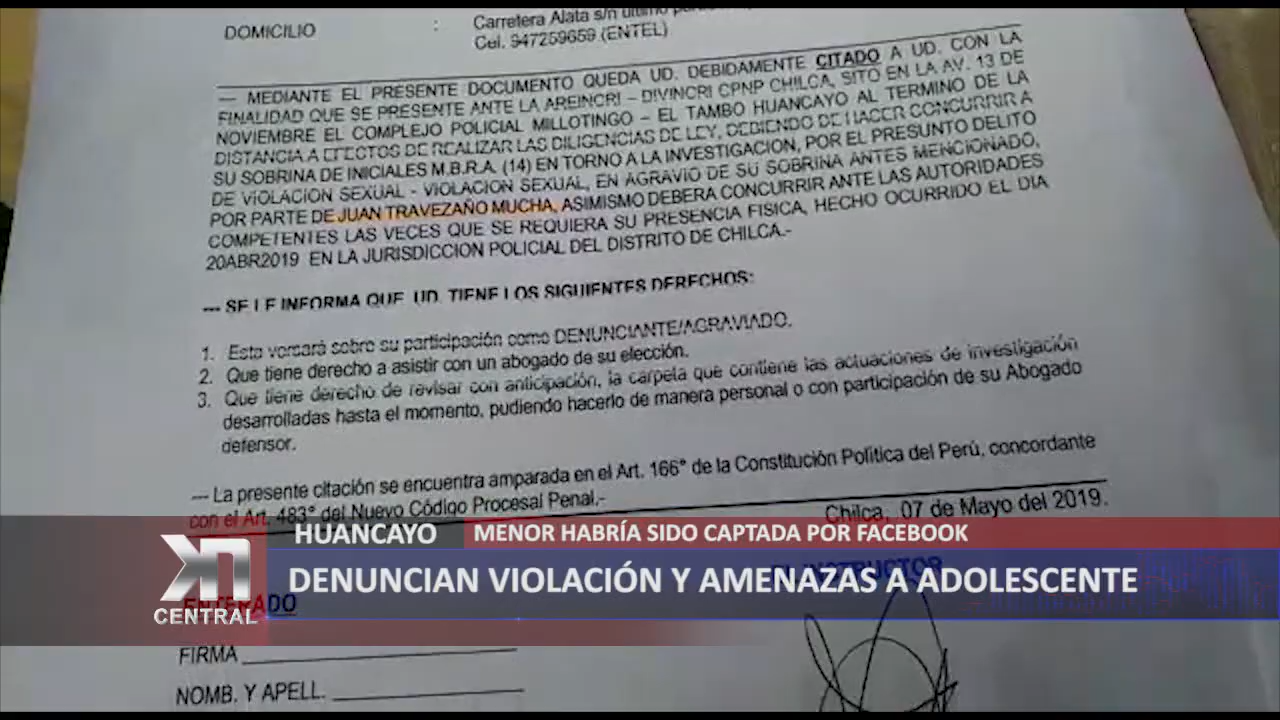 DOMICILIO : Carretera Alata s/n último
Cel. 947259659 (ENTEL)
--- MEDIANTE EL PRESENTE DOCUMENTO QUEDA UD. DEBIDAMENTE CITADO A UD. CON LA
FINALIDAD QUE SE PRESENTE ANTE LA AREINCRI – DIVINCRI CPNP CHILCA, SITO EN LA AV. 13 DE
NOVIEMBRE EL COMPLEJO POLICIAL MILLOTINGO – EL TAMBO HUANCAYO AL TERMINO DE LA
DISTANCIA A EFECTOS DE REALIZAR LAS DILIGENCIAS DE LEY, DEBIENDO DE HACER CONCURRIR A
SU SOBRINA DE INICIALES M.B.R.A. (14) EN TORNO A LA INVESTIGACION, POR EL PRESUNTO DELITO
DE VIOLACION SEXUAL - VIOLACION SEXUAL, EN AGRAVIO DE SU SOBRINA ANTES MENCIONADO,
POR PARTE DE JUAN TRAVEZAÑO MUCHA, ASIMISMO DEBERA CONCURRIR ANTE LAS AUTORIDADES
COMPETENTES LAS VECES QUE SE REQUIERA SU PRESENCIA FISICA, HECHO OCURRIDO EL DIA
20ABR2019 EN LA JURISDICCION POLICIAL DEL DISTRITO DE CHILCA.-
--- SE LE INFORMA QUE UD. TIENE LOS SIGUIENTES DERECHOS:
1. Esta versará sobre su participación como DENUNCIANTE/AGRAVIADO.
2. Que tiene derecho a asistir con un abogado de su elección.
3. Que tiene derecho de revisar con anticipación, la carpeta que contiene las actuaciones de investigación
desarrolladas hasta el momento, pudiendo hacerlo de manera personal o con participación de su Abogado
defensor.
--- La presente citación se encuentra amparada en el Art. 166° de la Constitución Política del Perú, concordante
con el Art. 483° del Nuevo Código Procesal Penal.-
Chilca, 07 de Mayo del 2019.
HUANCAYO MENOR HABRÍA SIDO CAPTADA POR FACEBOOK
DENUNCIAN VIOLACIÓN Y AMENAZAS A ADOLESCENTE
EL INSTRUCTOR
ENTERADO
KN
CENTRAL
FIRMA
NOMB. Y APELL.